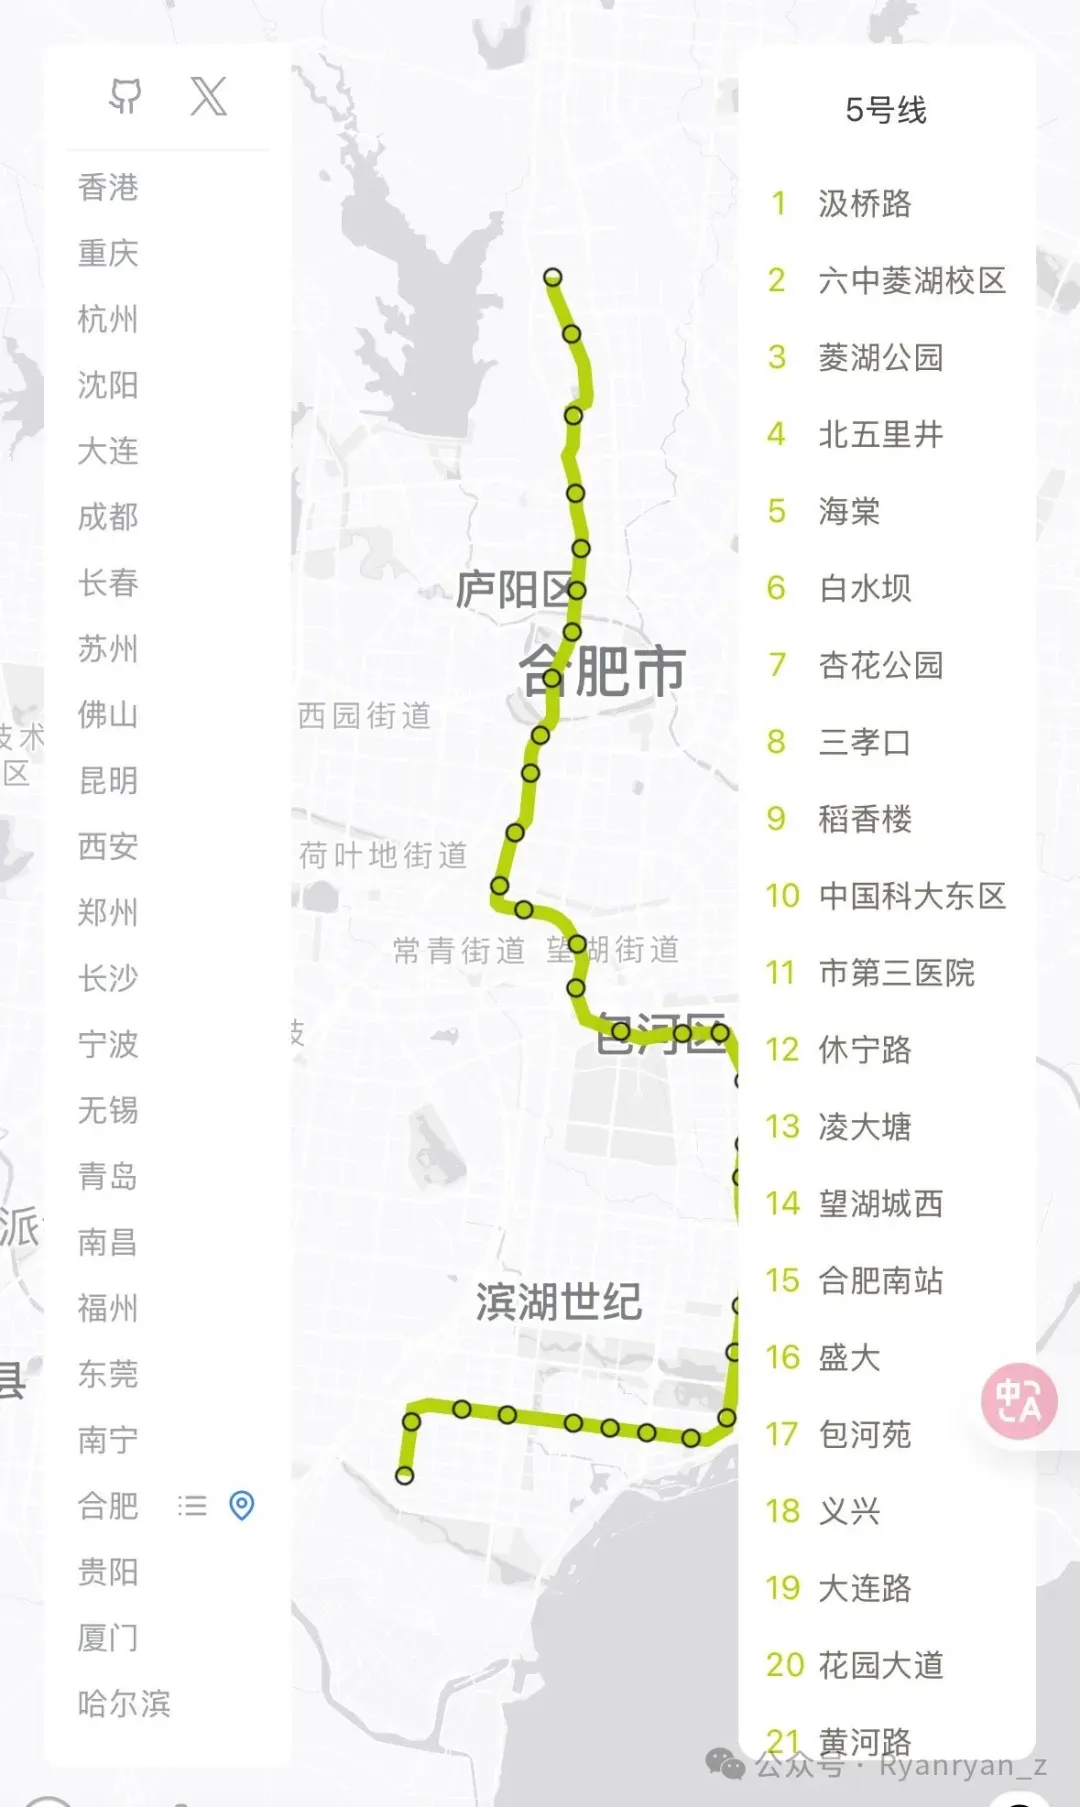 香港
重庆
杭州
沈阳
大连
成都
长春
苏州
佛山
昆明
西安
郑州
长沙
宁波
无锡
青岛
南昌
福州
东莞
南宁
合肥
贵阳
厦门
哈尔滨
技术
区
派
县
庐阳区
合肥市
西园街道
荷叶地街道
常青街道 望湖街道
技
包河区
滨湖世纪
5号线
1 汲桥路
2 六中菱湖校区
3 菱湖公园
4 北五里井
5 海棠
6 白水坝
7 杏花公园
8 三孝口
9 稻香楼
10 中国科大东区
11 市第三医院
12 休宁路
13 凌大塘
14 望湖城西
15 合肥南站
16 盛大
17 包河苑
18 义兴
19 大连路
20 花园大道
21 黄河路
中A
公众号 · Ryanryan_z